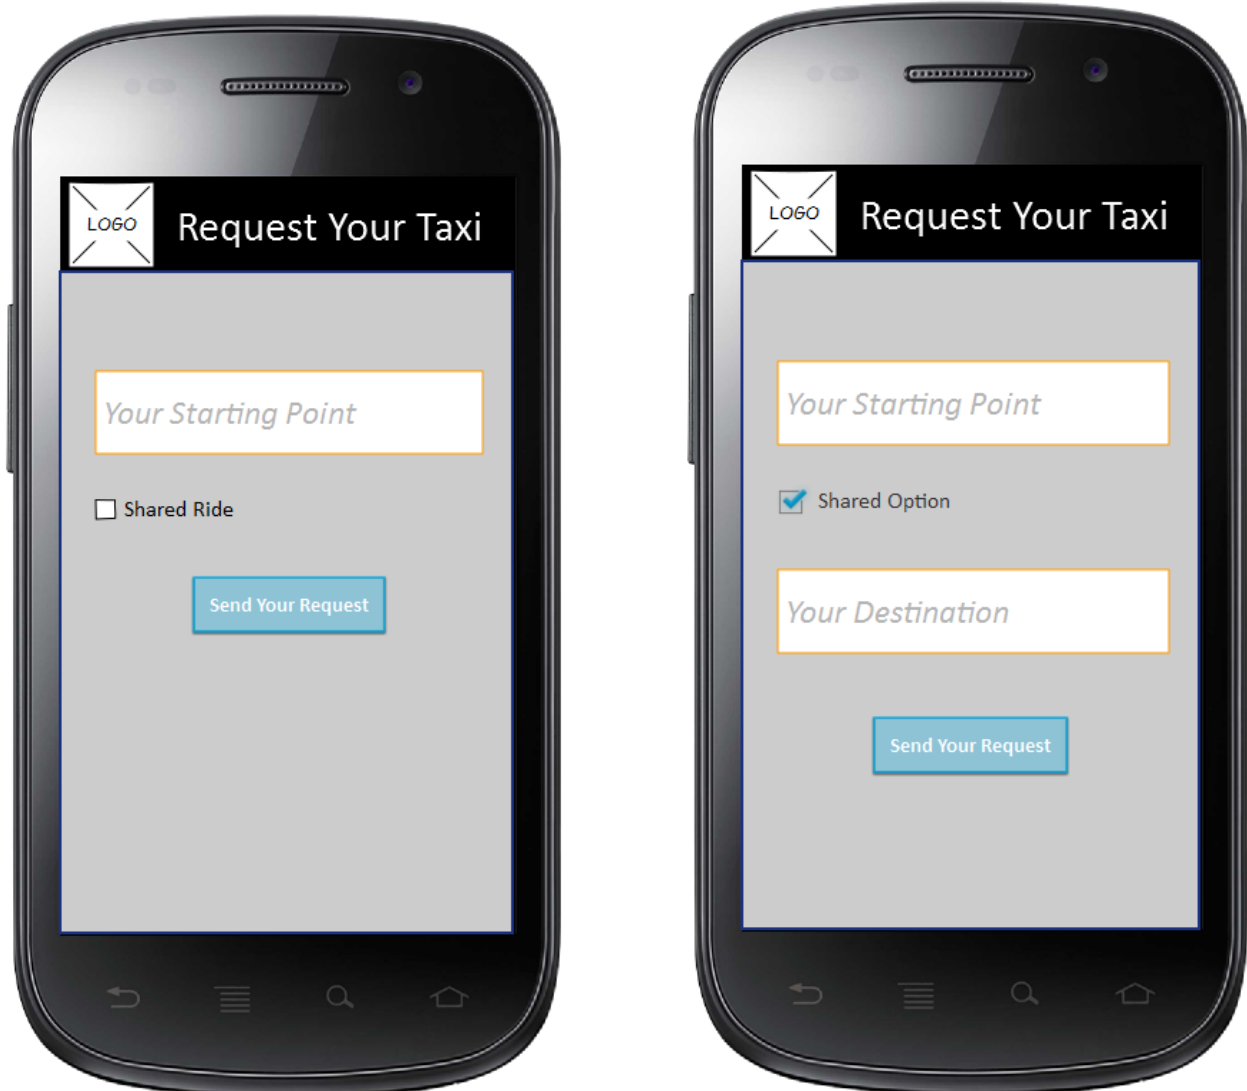 LOGO
Request Your Taxi
Your Starting Point
Shared Ride
Send Your Request
LOGO
Request Your Taxi
Your Starting Point
Shared Option
Your Destination
Send Your Request